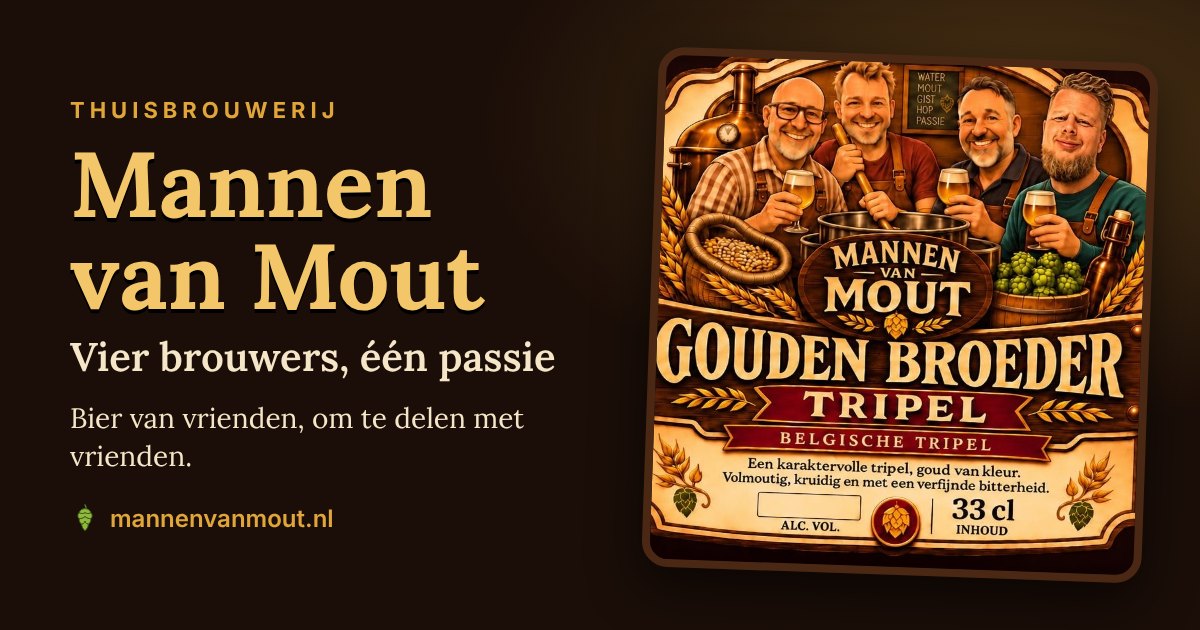 THUISBROUWERIJ
Mannen
van Mout
Vier brouwers, één passie
Bier van vrienden, om te delen met
vrienden.
mannenvanmout.nl
WATER
MOUT
GIST
HOP
PASSIE
MANNEN
VAN
MOUT
GOUDEN BROEDER
TRIPEL
BELGISCHE TRIPEL
Een karaktervolle tripel, goud van kleur.
Volmoutig, kruidig en met een verfijnde bitterheid.
ALC. VOL.
33 cl
INHOUD